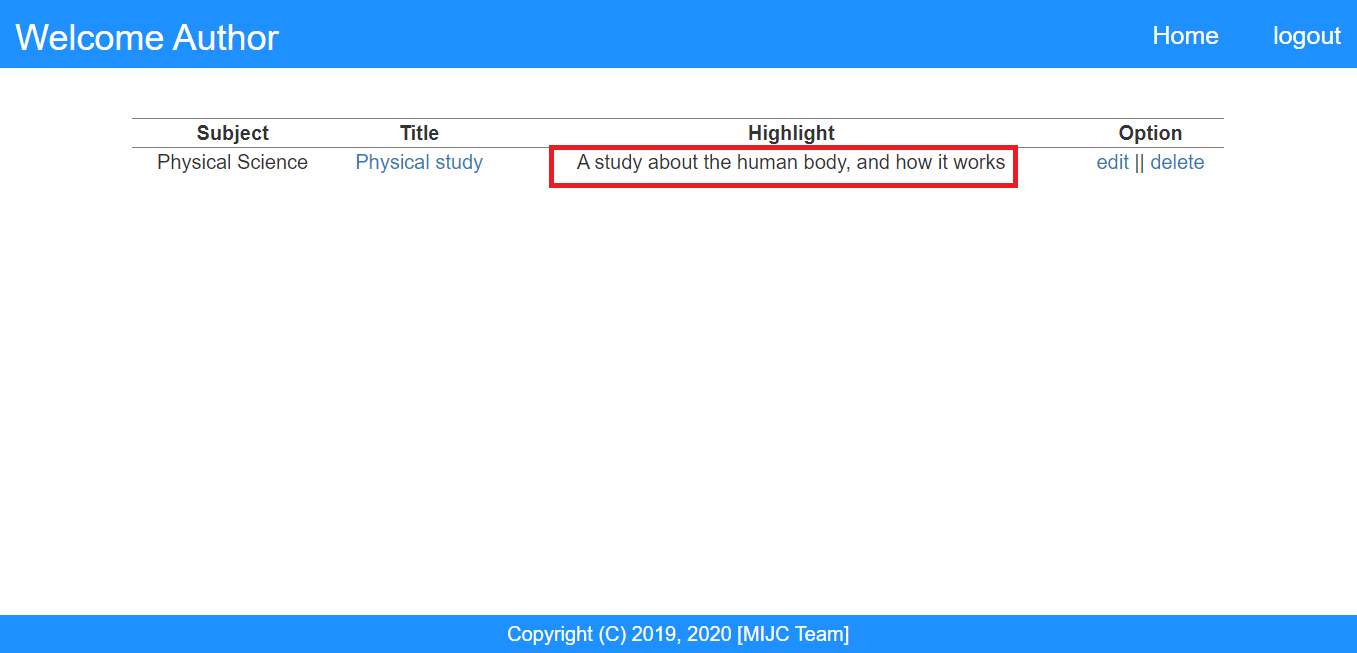 Welcome Author Home logout
Subject Title Highlight Option
Physical Science Physical study A study about the human body, and how it works edit || delete
Copyright (C) 2019, 2020 [MIJC Team]